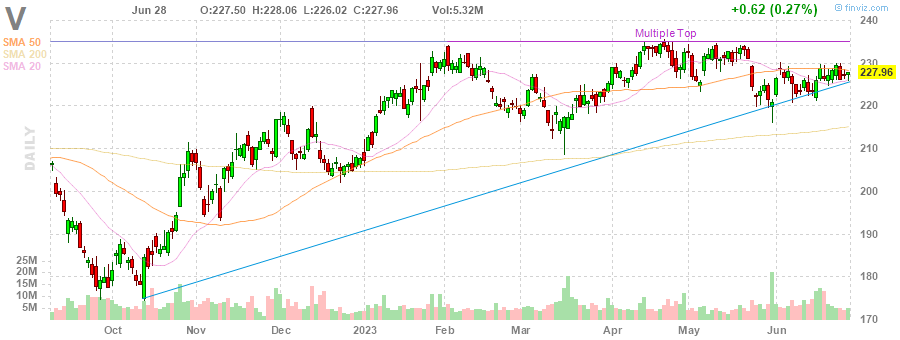 V
Jun 28 O:227.50 H:228.06 L:226.02 C:227.96 Vol:5.32M +0.62 (0.27%)
© finviz.com
SMA 50
SMA 200
SMA 20
DAILY
Multiple Top
240
230
227.96
220
210
200
190
180
170
25M
20M
15M
10M
5M
Oct Nov Dec 2023 Feb Mar Apr May Jun